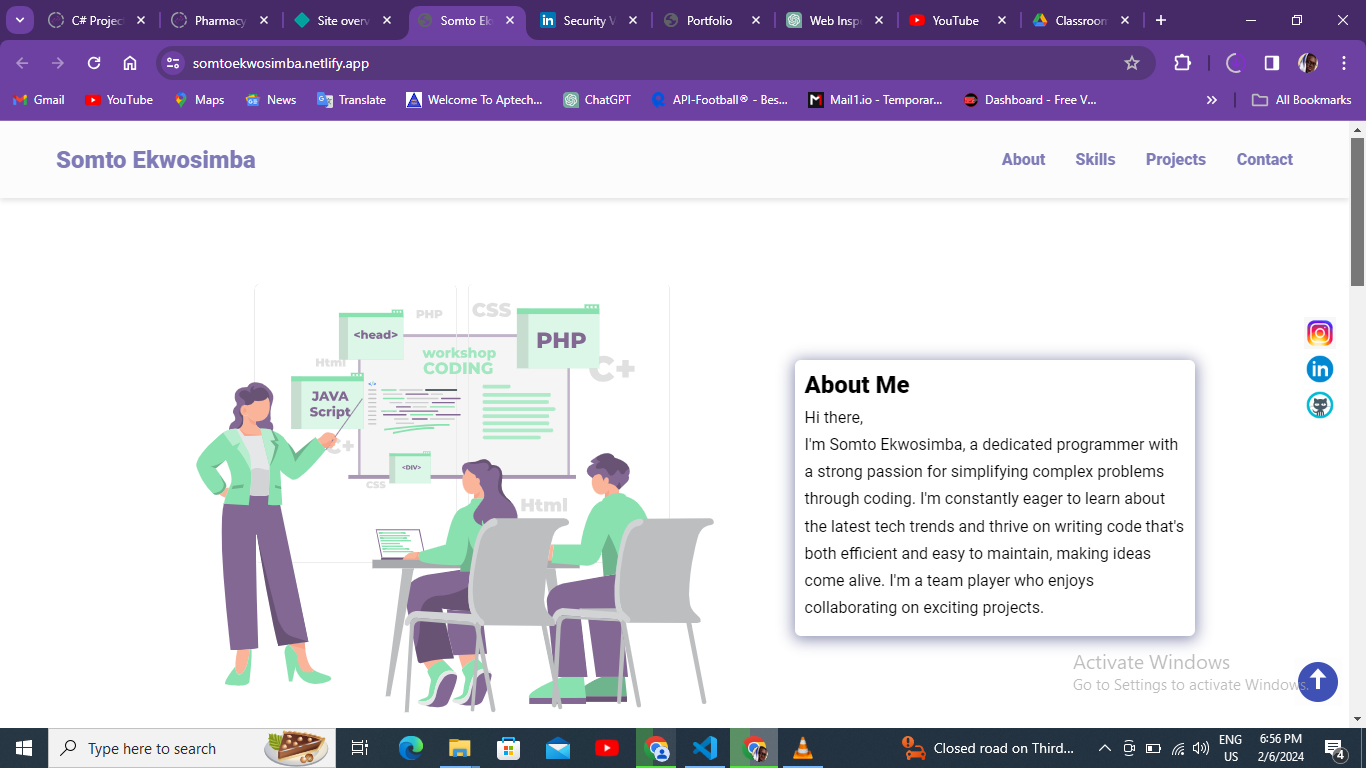 C# Projec
Pharmacy
Site overv
Somto Ek
Security V
Portfolio
Web Insp
YouTube
Classroon
somtoekwosimba.netlify.app
Gmail
YouTube
Maps
News
Translate
Welcome To Aptech...
ChatGPT
API-Football® - Bes...
Mail1.io - Temporar...
Dashboard - Free V...
All Bookmarks
Somto Ekwosimba
About
Skills
Projects
Contact
PHP
CSS
<head>
PHP
workshop
CODING
Html
C+
JAVA
Script
C+
<DIV>
CSS
Html
About Me
Hi there,
I'm Somto Ekwosimba, a dedicated programmer with
a strong passion for simplifying complex problems
through coding. I'm constantly eager to learn about
the latest tech trends and thrive on writing code that's
both efficient and easy to maintain, making ideas
come alive. I'm a team player who enjoys
collaborating on exciting projects.
Activate Windows
Go to Settings to activate Windows.
Type here to search
Closed road on Third...
ENG
US
6:56 PM
2/6/2024
4